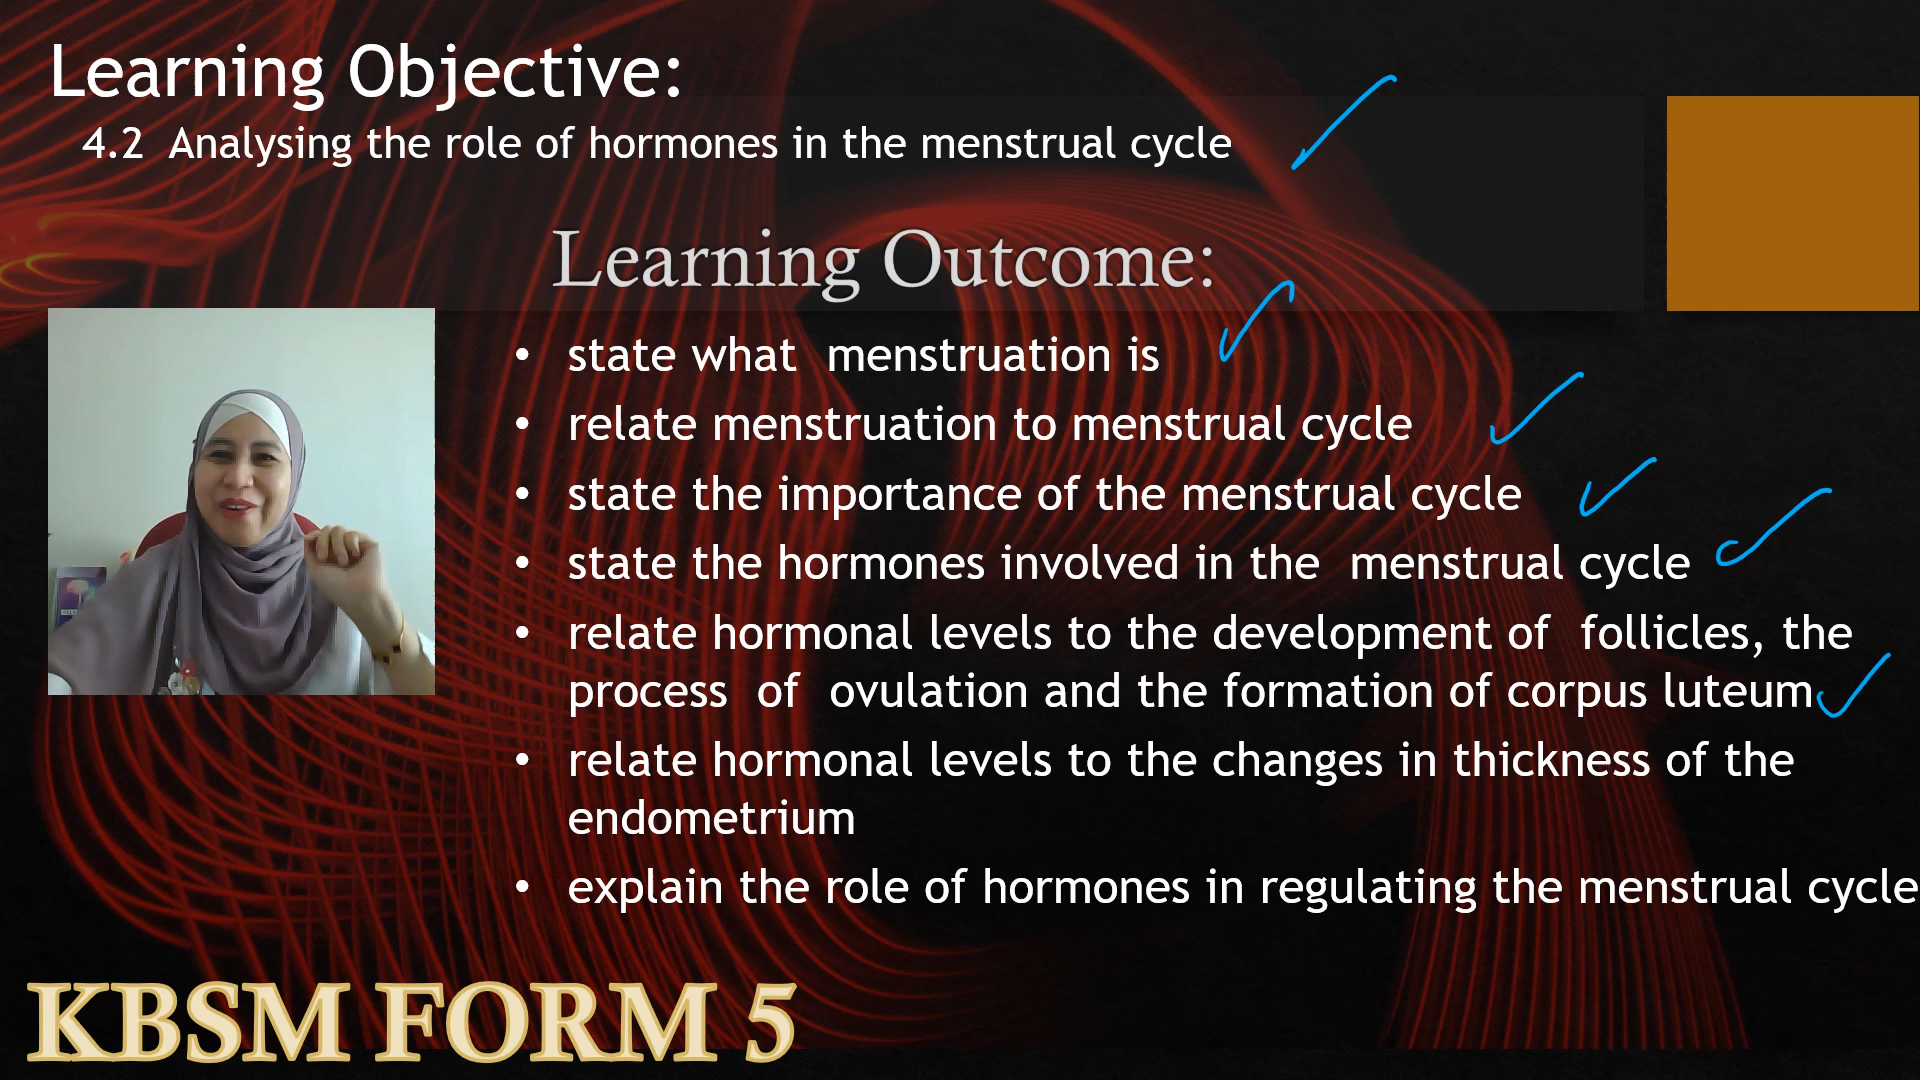 Learning Objective:
4.2 Analysing the role of hormones in the menstrual cycle
Learning Outcome:
• state what menstruation is
• relate menstruation to menstrual cycle
• state the importance of the menstrual cycle
• state the hormones involved in the menstrual cycle
• relate hormonal levels to the development of follicles, the
process of ovulation and the formation of corpus luteum
• relate hormonal levels to the changes in thickness of the
endometrium
• explain the role of hormones in regulating the menstrual cycle
KBSM FORM 5